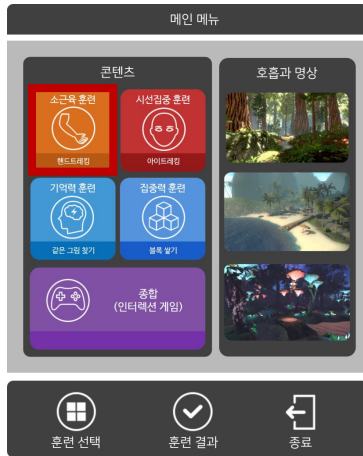 메인 메뉴
콘텐츠
소근육 훈련
핸드트레킹
시선집중 훈련
아이트레킹
기억력 훈련
같은 그림 찾기
집중력 훈련
블록 쌓기
종합
(인터렉션 게임)
호흡과 명상
훈련 선택
훈련 결과
종료